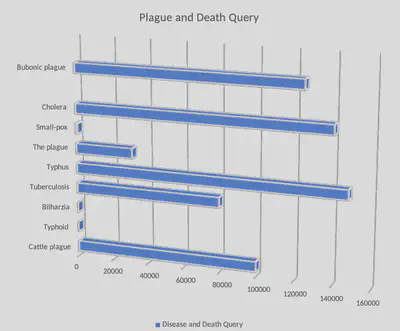 Plague and Death Query
Bubonic plague
Cholera
Small-pox
The plague
Typhus
Tuberculosis
Bilharzia
Typhoid
Cattle plague
0
20000
40000
60000
80000
100000
120000
140000
160000
Disease and Death Query